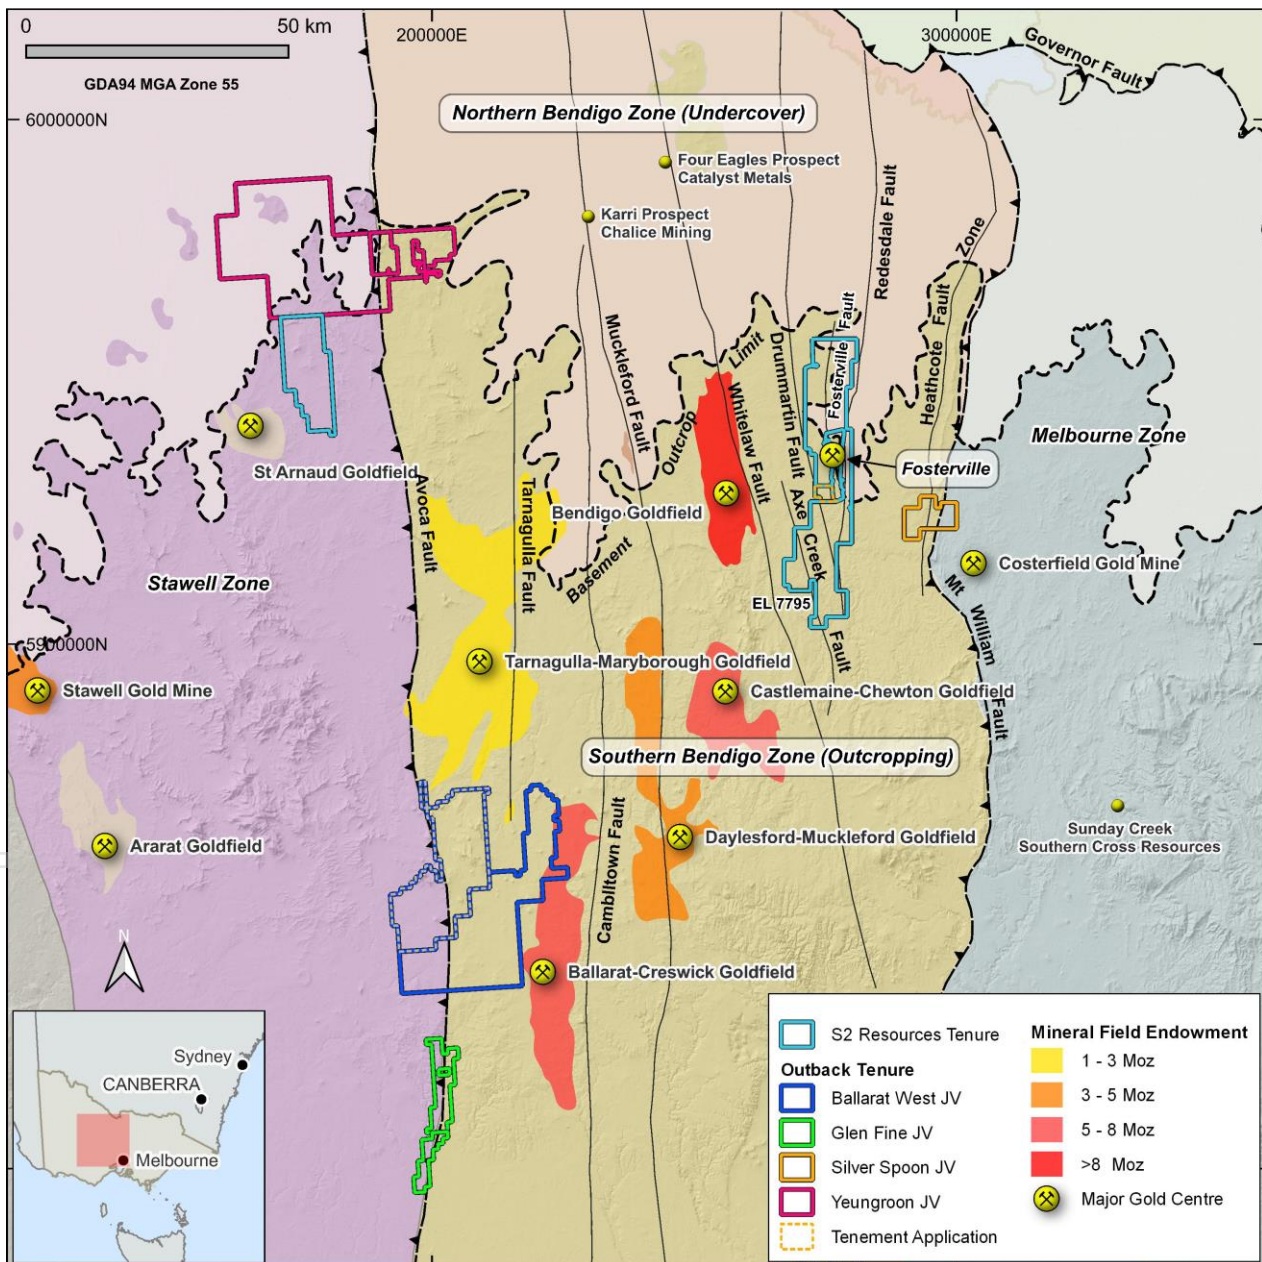 0 50 km
GDA94 MGA Zone 55
200000E
300000E
Governor Fault
6000000N
Northern Bendigo Zone (Undercover)
Four Eagles Prospect
Catalyst Metals
Karri Prospect
Chalice Mining
Redesdale Fault
Heathcote Fault Zone
Muckleford Fault
Basement Outcrop Limit
Whitelaw Fault
Drummartin Fault
Fosterville Fault
Axe Creek Fault
Melbourne Zone
Fosterville
St Arnaud Goldfield
Avoca Fault
Tarnagulla Fault
Bendigo Goldfield
Costerfield Gold Mine
Stawell Zone
EL 7795
Mt William Fault
5900000N
Tarnagulla-Maryborough Goldfield
Stawell Gold Mine
Castlemaine-Chewton Goldfield
Southern Bendigo Zone (Outcropping)
Camblltown Fault
Daylesford-Muckleford Goldfield
Sunday Creek
Southern Cross Resources
Ararat Goldfield
N
Ballarat-Creswick Goldfield
Sydney
CANBERRA
Melbourne
S2 Resources Tenure
Outback Tenure
Ballarat West JV
Glen Fine JV
Silver Spoon JV
Yeungroon JV
Tenement Application
Mineral Field Endowment
1 - 3 Moz
3 - 5 Moz
5 - 8 Moz
>8 Moz
Major Gold Centre